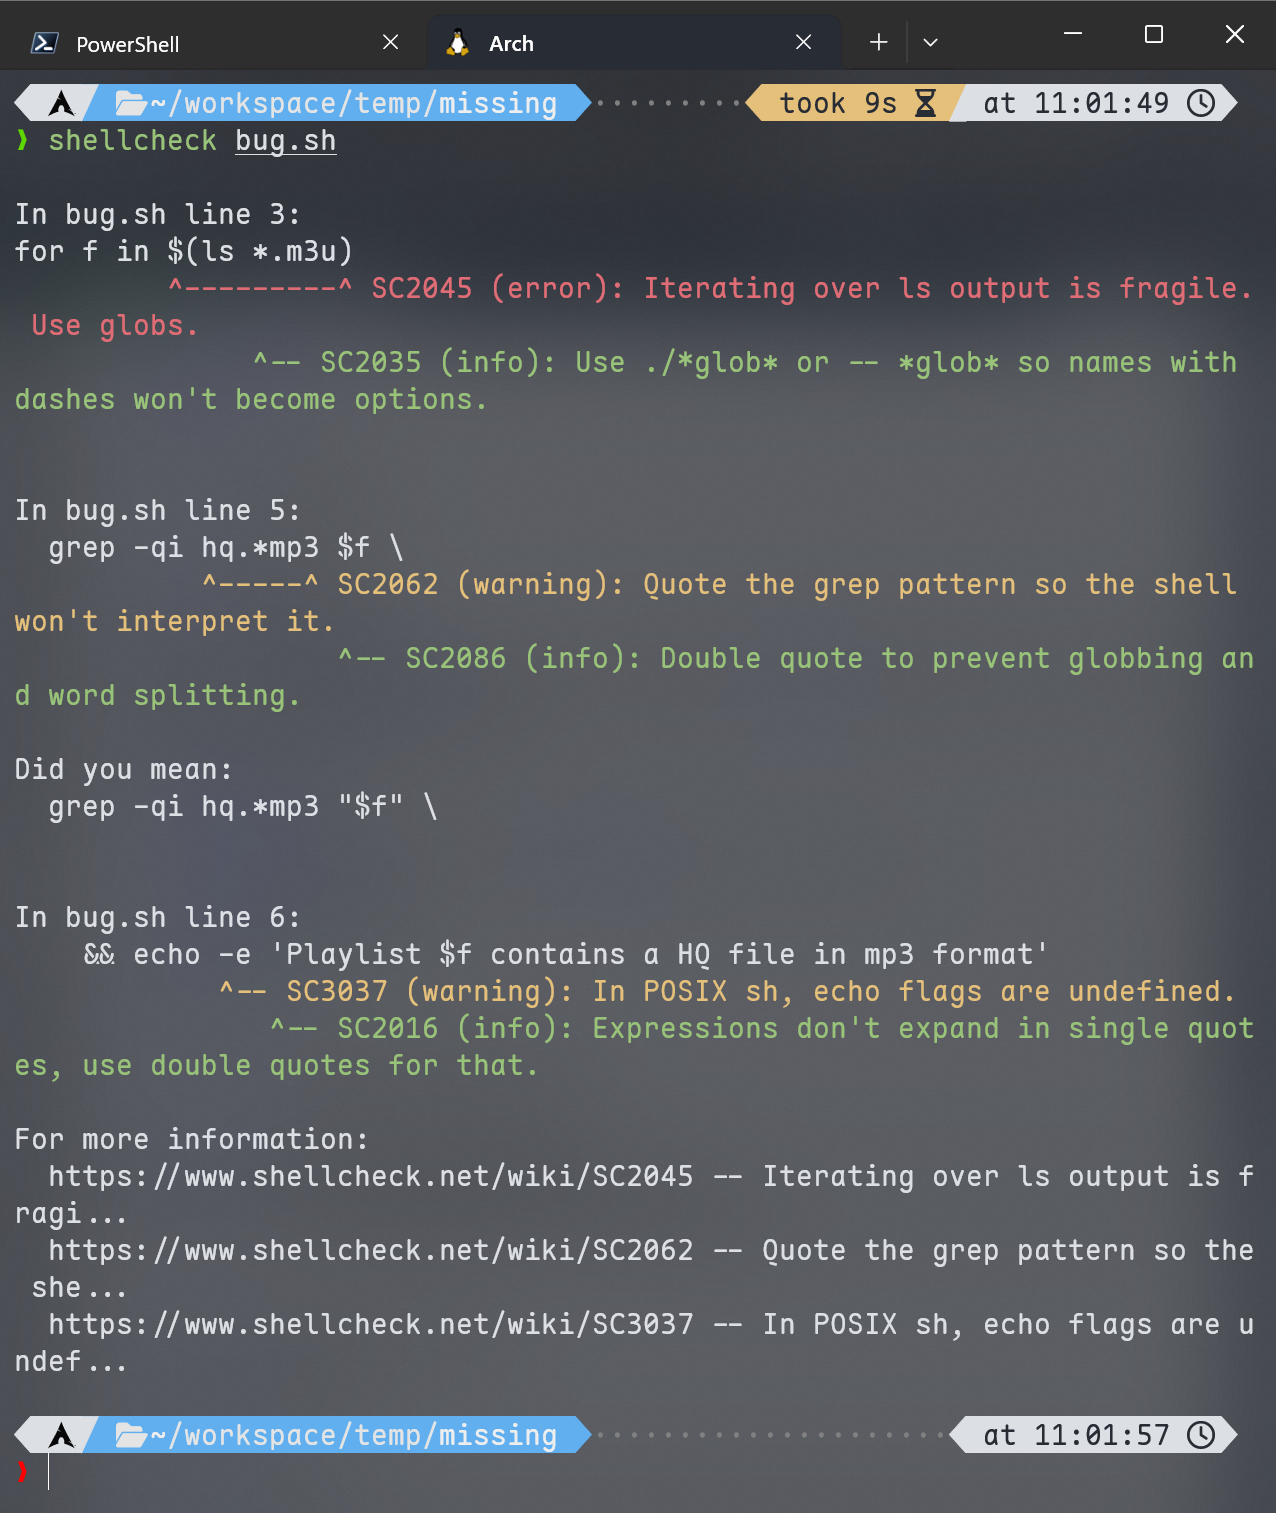 PowerShell
Arch
~/workspace/temp/missing ········· took 9s at 11:01:49
❯ shellcheck bug.sh
In bug.sh line 3:
for f in $(ls *.m3u)
^---------^ SC2045 (error): Iterating over ls output is fragile.
Use globs.
^-- SC2035 (info): Use ./*glob* or -- *glob* so names with
dashes won't become options.
In bug.sh line 5:
grep -qi hq.*mp3 $f \
^-----^ SC2062 (warning): Quote the grep pattern so the shell
won't interpret it.
^-- SC2086 (info): Double quote to prevent globbing an
d word splitting.
Did you mean:
grep -qi hq.*mp3 "$f" \
In bug.sh line 6:
&& echo -e 'Playlist $f contains a HQ file in mp3 format'
^-- SC3037 (warning): In POSIX sh, echo flags are undefined.
^-- SC2016 (info): Expressions don't expand in single quot
es, use double quotes for that.
For more information:
https://www.shellcheck.net/wiki/SC2045 -- Iterating over ls output is f
ragi...
https://www.shellcheck.net/wiki/SC2062 -- Quote the grep pattern so the
she...
https://www.shellcheck.net/wiki/SC3037 -- In POSIX sh, echo flags are u
ndef...
~/workspace/temp/missing ····················· at 11:01:57
❯